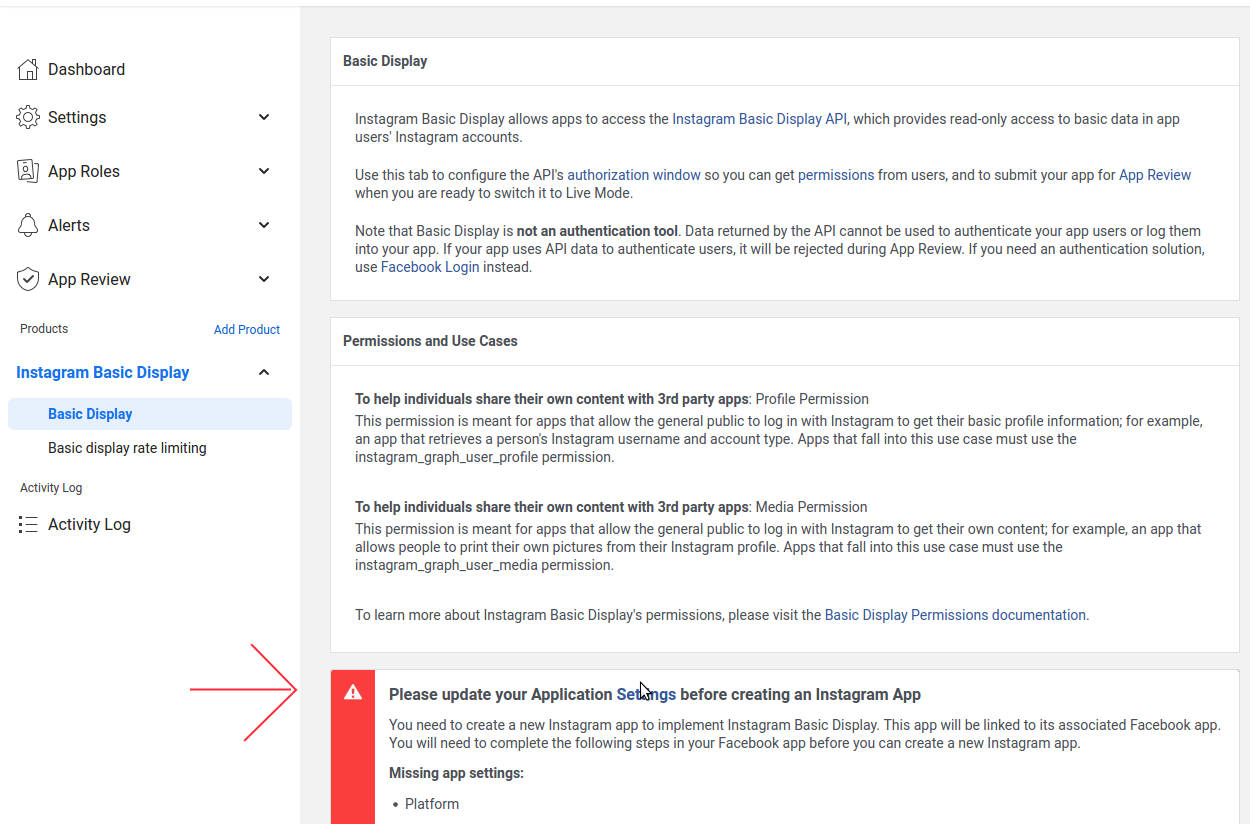 Dashboard
Settings
App Roles
Alerts
App Review
Products
Add Product
Instagram Basic Display
Basic Display
Basic display rate limiting
Activity Log
Activity Log
Basic Display
Instagram Basic Display allows apps to access the Instagram Basic Display API, which provides read-only access to basic data in app
users' Instagram accounts.
Use this tab to configure the API's authorization window so you can get permissions from users, and to submit your app for App Review
when you are ready to switch it to Live Mode.
Note that Basic Display is not an authentication tool. Data returned by the API cannot be used to authenticate your app users or log them
into your app. If your app uses API data to authenticate users, it will be rejected during App Review. If you need an authentication solution,
use Facebook Login instead.
Permissions and Use Cases
To help individuals share their own content with 3rd party apps: Profile Permission
This permission is meant for apps that allow the general public to log in with Instagram to get their basic profile information; for example,
an app that retrieves a person's Instagram username and account type. Apps that fall into this use case must use the
instagram_graph_user_profile permission.
To help individuals share their own content with 3rd party apps: Media Permission
This permission is meant for apps that allow the general public to log in with Instagram to get their own content; for example, an app that
allows people to print their own pictures from their Instagram profile. Apps that fall into this use case must use the
instagram_graph_user_media permission.
To learn more about Instagram Basic Display's permissions, please visit the Basic Display Permissions documentation.
Please update your Application Settings before creating an Instagram App
You need to create a new Instagram app to implement Instagram Basic Display. This app will be linked to its associated Facebook app.
You will need to complete the following steps in your Facebook app before you can create a new Instagram app.
Missing app settings:
• Platform